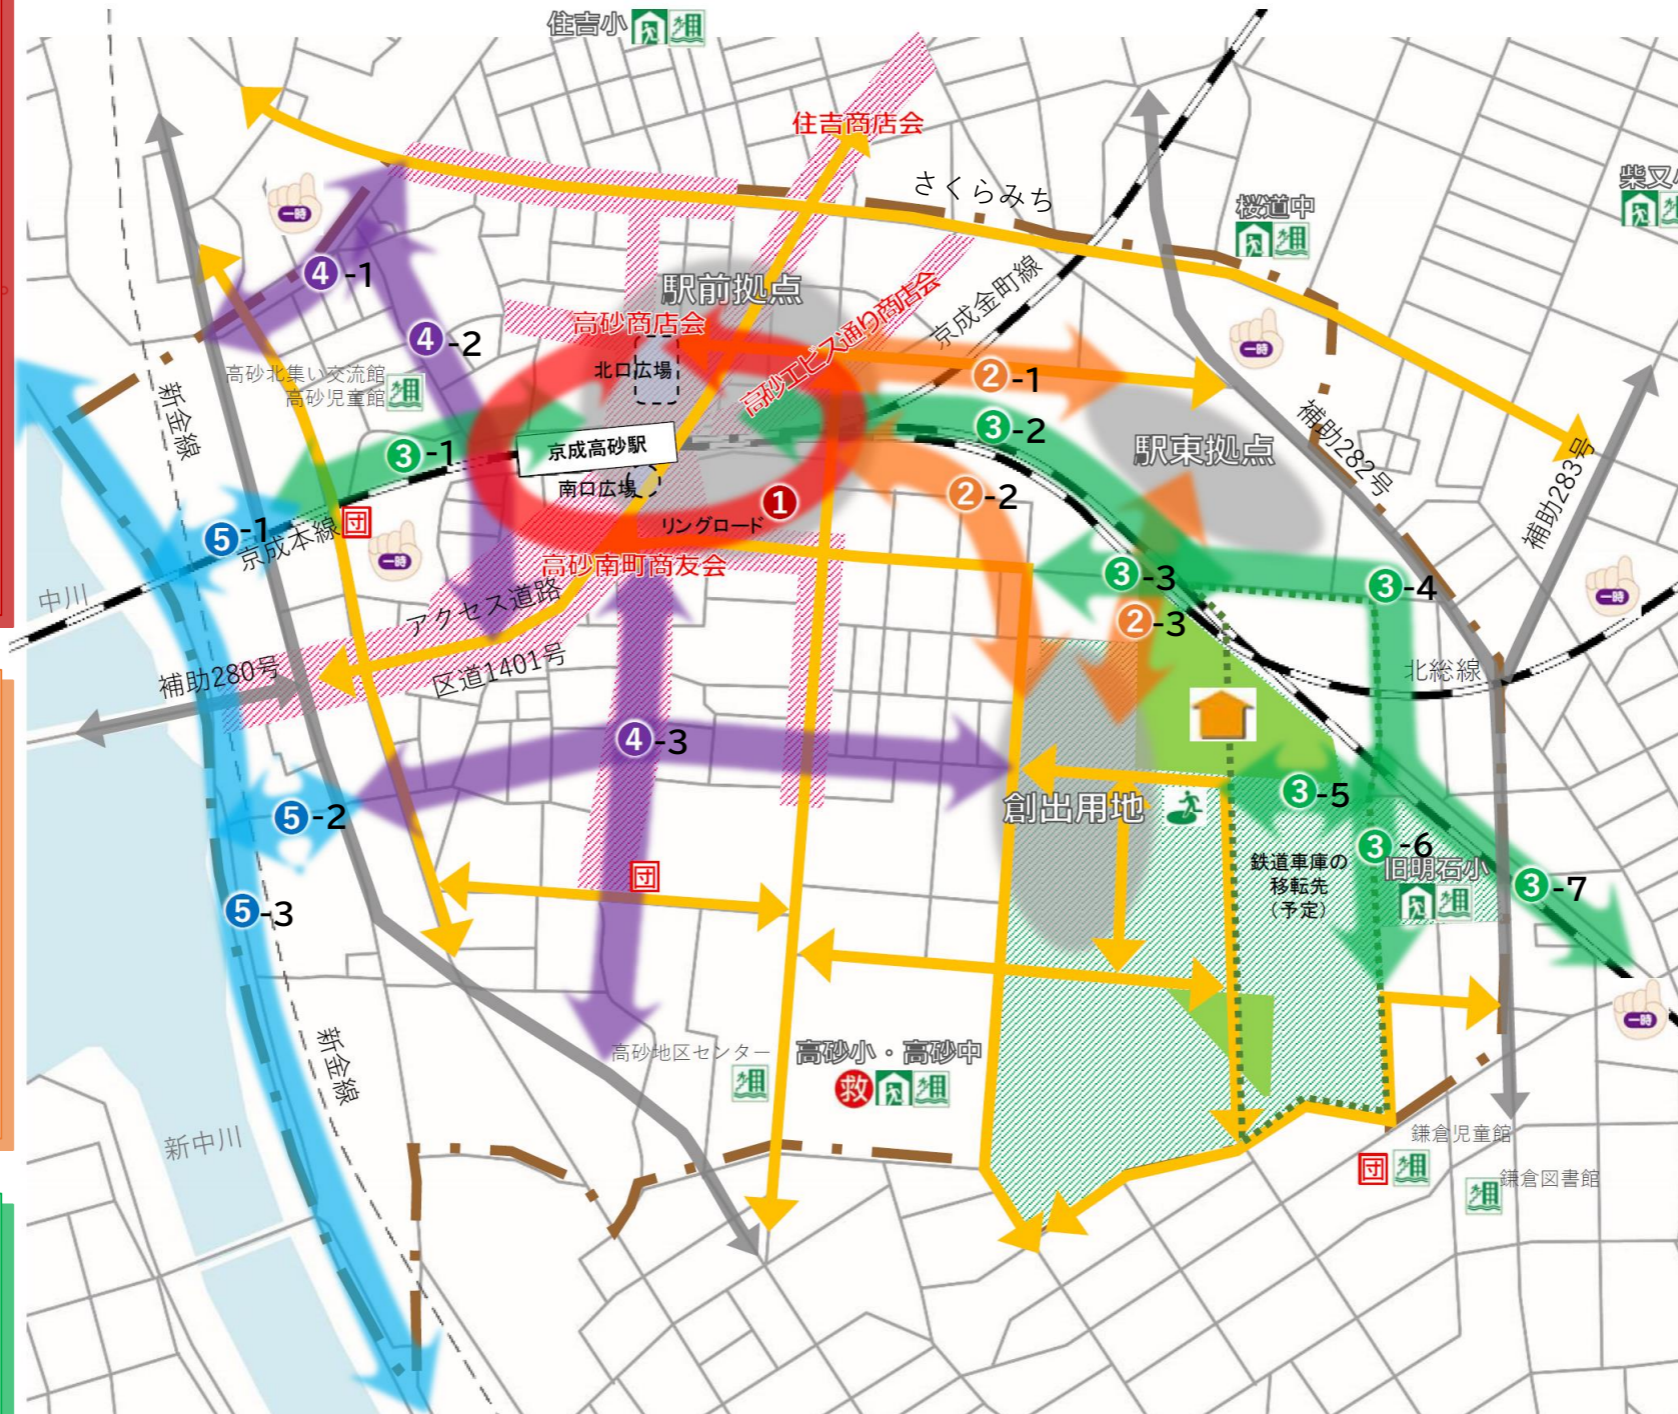 住吉小
住吉商店会
さくらみち
桜道中
一時
④-1
駅前拠点
高砂商店会
京成金町線
一時
④-2
高砂エビス通り商店会
北口広場
②-1
高砂北集い交流館
高砂児童館
新金線
補助282号
③-1
京成高砂駅
③-2
駅東拠点
補助283号
南口広場
①
②-2
リングロード
団
⑤-1
京成本線
一時
高砂南町商友会
③-3
③-4
一時
中川
アクセス道路
②-3
区道1401号
補助280号
北総線
④-3
創出用地
③-5
⑤-2
③-6
鉄道車庫の
移転先
(予定)
旧明石小
③-7
団
⑤-3
一時
新金線
高砂地区センター
高砂小・高砂中
救
新中川
鎌倉児童館
団
鎌倉図書館